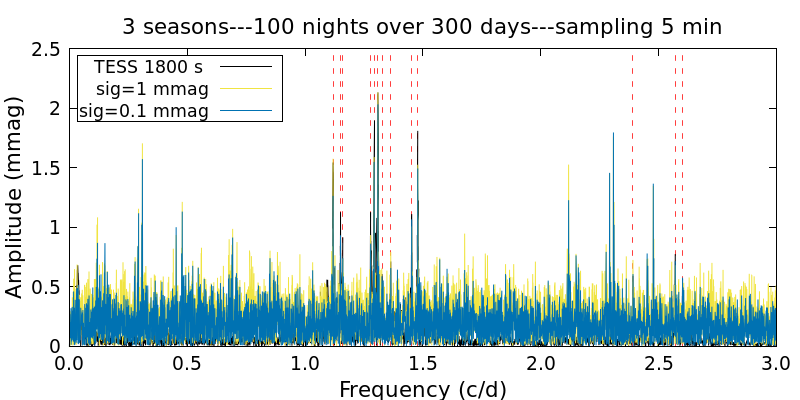 3 seasons---100 nights over 300 days---sampling 5 min
2.5
2
1.5
1
0.5
0
Amplitude (mmag)
TESS 1800 s
sig=1 mmag
sig=0.1 mmag
0.0 0.5 1.0 1.5 2.0 2.5 3.0
Frequency (c/d)